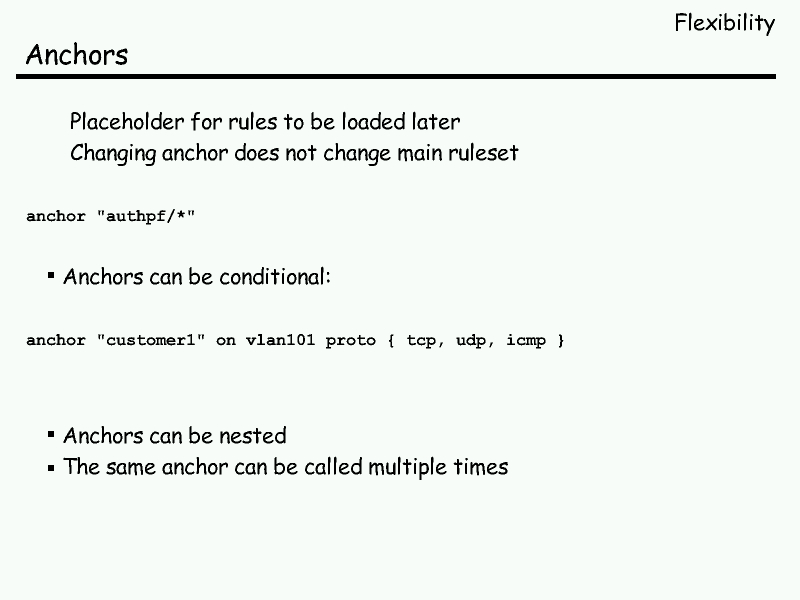 Flexibility
Anchors
Placeholder for rules to be loaded later
Changing anchor does not change main ruleset
anchor "authpf/*"
▪ Anchors can be conditional:
anchor "customer1" on vlan101 proto { tcp, udp, icmp }
▪ Anchors can be nested
▪ The same anchor can be called multiple times